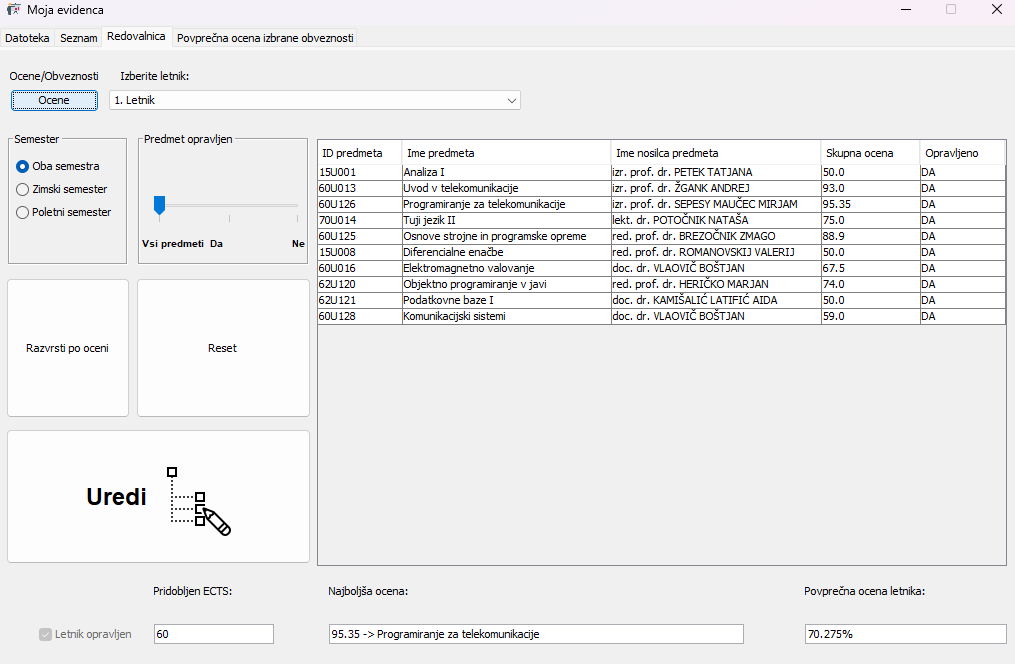 Moja evidenca
Datoteka Seznam Redovalnica Povprečna ocena izbrane obveznosti
Ocene/Obveznosti Izberite letnik:
Ocene 1. Letnik
Semester
Oba semestra
Zimski semester
Poletni semester
Predmet opravljen
Vsi predmeti Da Ne
Razvrsti po oceni
Reset
Uredi
ID predmeta Ime predmeta Ime nosilca predmeta Skupna ocena Opravljeno
15U001 Analiza I izr. prof. dr. PETEK TATJANA 50.0 DA
60U013 Uvod v telekomunikacije izr. prof. dr. ŽGANK ANDREJ 93.0 DA
60U126 Programiranje za telekomunikacije izr. prof. dr. SEPESY MAUČEC MIRJAM 95.35 DA
70U014 Tuji jezik II lekt. dr. POTOČNIK NATAŠA 75.0 DA
60U125 Osnove strojne in programske opreme red. prof. dr. BREZOČNIK ZMAGO 88.9 DA
15U008 Diferencialne enačbe red. prof. dr. ROMANOVSKIJ VALERIJ 50.0 DA
60U016 Elektromagnetno valovanje doc. dr. VLAOVIČ BOŠTJAN 67.5 DA
62U120 Objektno programiranje v javi red. prof. dr. HERIČKO MARJAN 74.0 DA
62U121 Podatkovne baze I doc. dr. KAMIŠALIĆ LATIFIĆ AIDA 50.0 DA
60U128 Komunikacijski sistemi doc. dr. VLAOVIČ BOŠTJAN 59.0 DA
Pridobljen ECTS: Najboljša ocena: Povprečna ocena letnika:
Letnik opravljen 60 95.35 -> Programiranje za telekomunikacije 70.275%